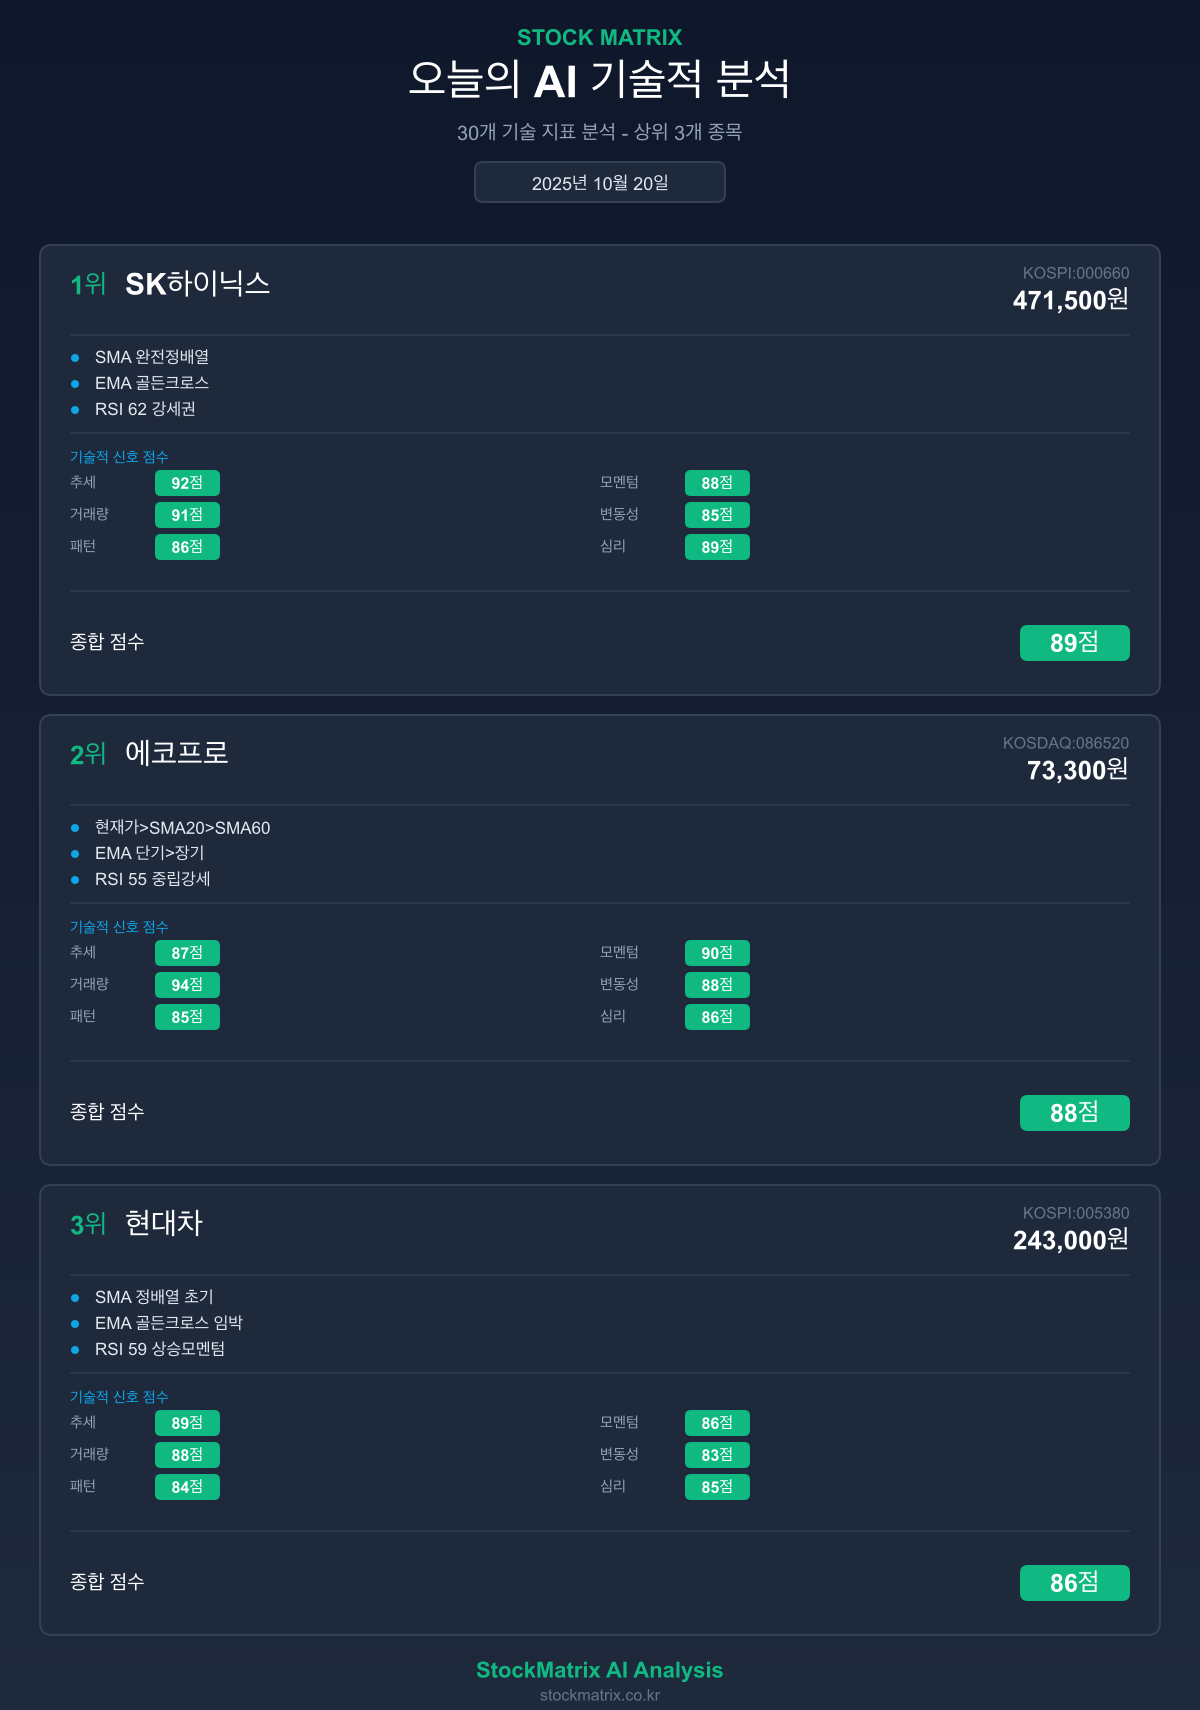 STOCK MATRIX
오늘의 AI 기술적 분석
30개 기술 지표 분석 - 상위 3개 종목
2025년 10월 20일
1위 SK하이닉스
KOSPI:000660
471,500원
SMA 완전정배열
EMA 골든크로스
RSI 62 강세권
기술적 신호 점수
추세 92점 모멘텀 88점
거래량 91점 변동성 85점
패턴 86점 심리 89점
종합 점수 89점
2위 에코프로
KOSDAQ:086520
73,300원
현재가>SMA20>SMA60
EMA 단기>장기
RSI 55 중립강세
기술적 신호 점수
추세 87점 모멘텀 90점
거래량 94점 변동성 88점
패턴 85점 심리 86점
종합 점수 88점
3위 현대차
KOSPI:005380
243,000원
SMA 정배열 초기
EMA 골든크로스 임박
RSI 59 상승모멘텀
기술적 신호 점수
추세 89점 모멘텀 86점
거래량 88점 변동성 83점
패턴 84점 심리 85점
종합 점수 86점
StockMatrix AI Analysis
stockmatrix.co.kr